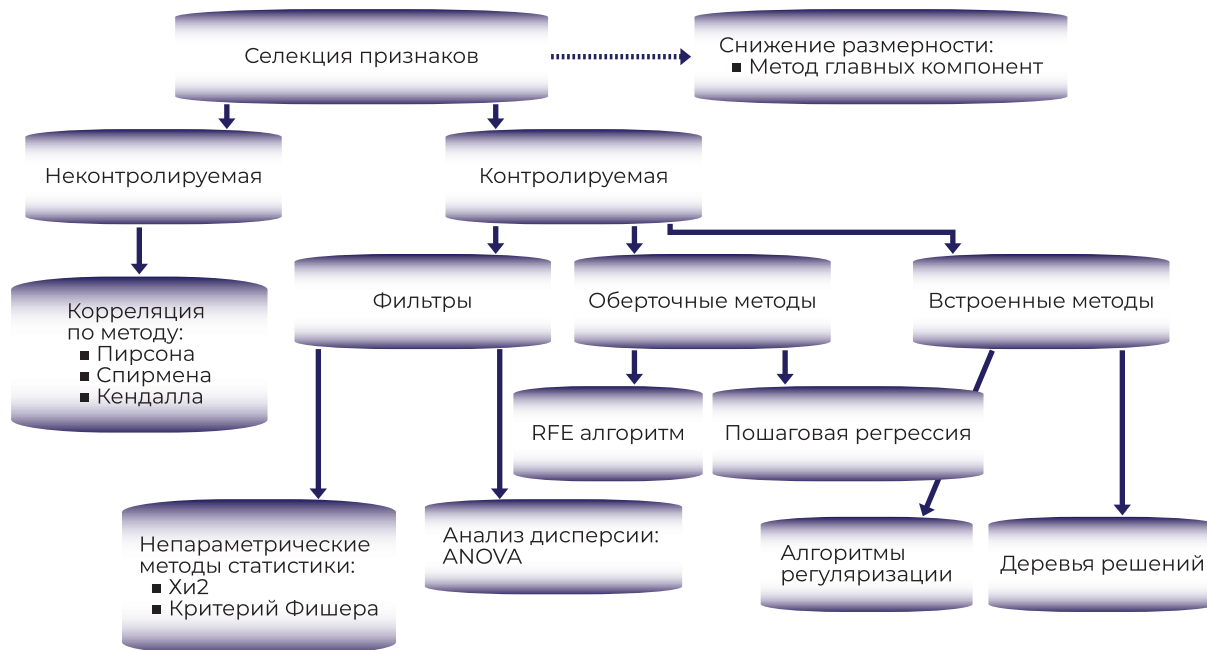 Селекция признаков
Снижение размерности:
▪ Метод главных компонент
Неконтролируемая
Контролируемая
Корреляция
по методу:
▪ Пирсона
▪ Спирмена
▪ Кендалла
Фильтры
Оберточные методы
Встроенные методы
RFE алгоритм
Пошаговая регрессия
Непараметрические
методы статистики:
▪ Хи2
▪ Критерий Фишера
Анализ дисперсии:
ANOVA
Алгоритмы
регуляризации
Деревья решений